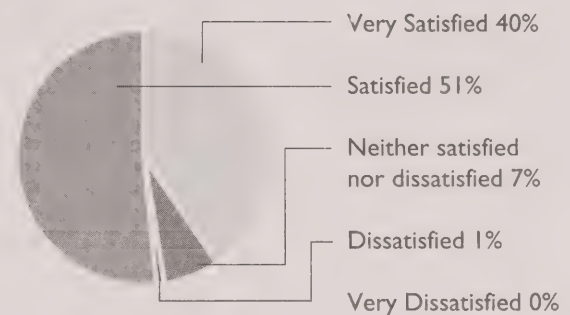 Very Satisfied 40%
Satisfied 51%
Neither satisfied
nor dissatisfied 7%
Dissatisfied 1%
Very Dissatisfied 0%